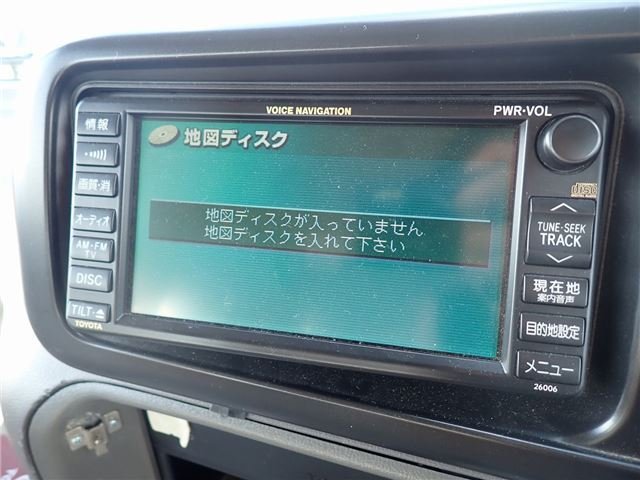 VOICE NAVIGATION
PWR·VOL
情報
画質·消
オーディオ
AM·FM
TV
DISC
TILT·⏏
TOYOTA
地図ディスク
地図ディスクが入っていません
地図ディスクを入れて下さい
disc
TUNE·SEEK
TRACK
現在地
案内音声
目的地設定
メニュー
26006